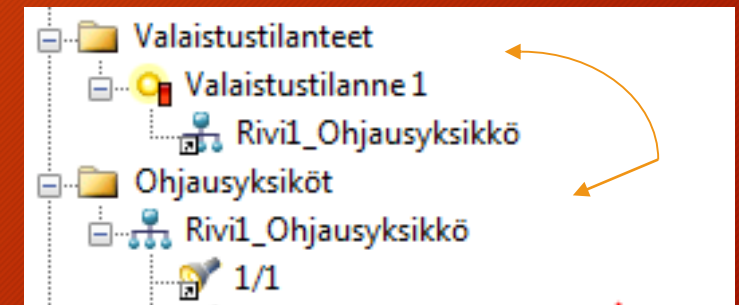 Valaistustilanteet
Valaistustilanne 1
Rivi1_Ohjausyksikkö
Ohjausyksiköt
Rivi1_Ohjausyksikkö
1/1